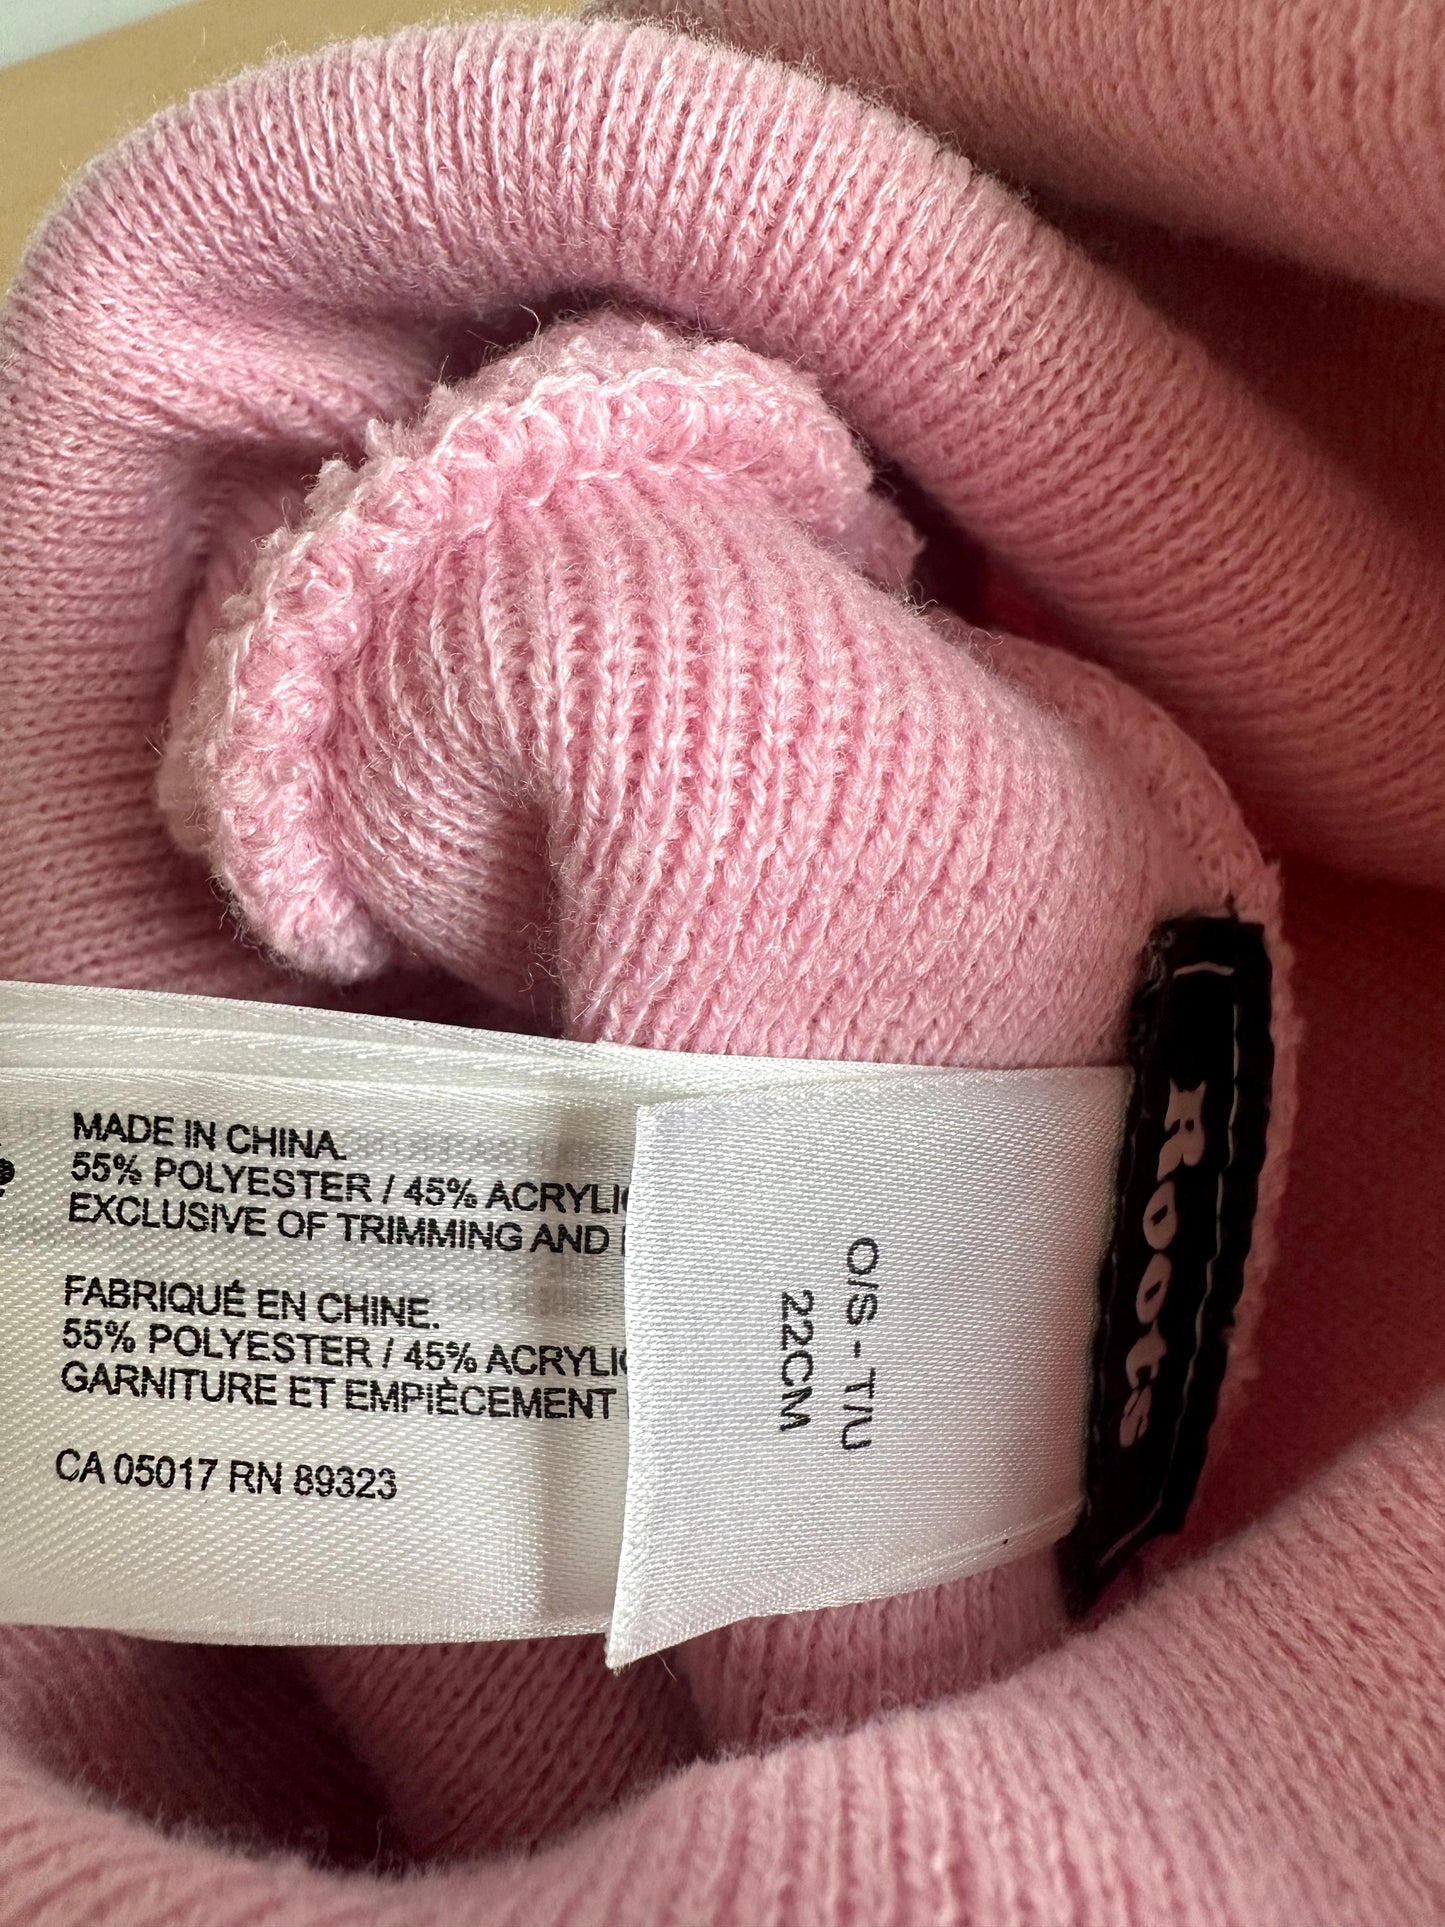 MADE IN CHINA.
55% POLYESTER / 45% ACRYLI
EXCLUSIVE OF TRIMMING AND
FABRIQUÉ EN CHINE.
55% POLYESTER / 45% ACRYLI
GARNITURE ET EMPIÈCEMENT
CA 05017 RN 89323
O/S - T/U
22CM
Roots